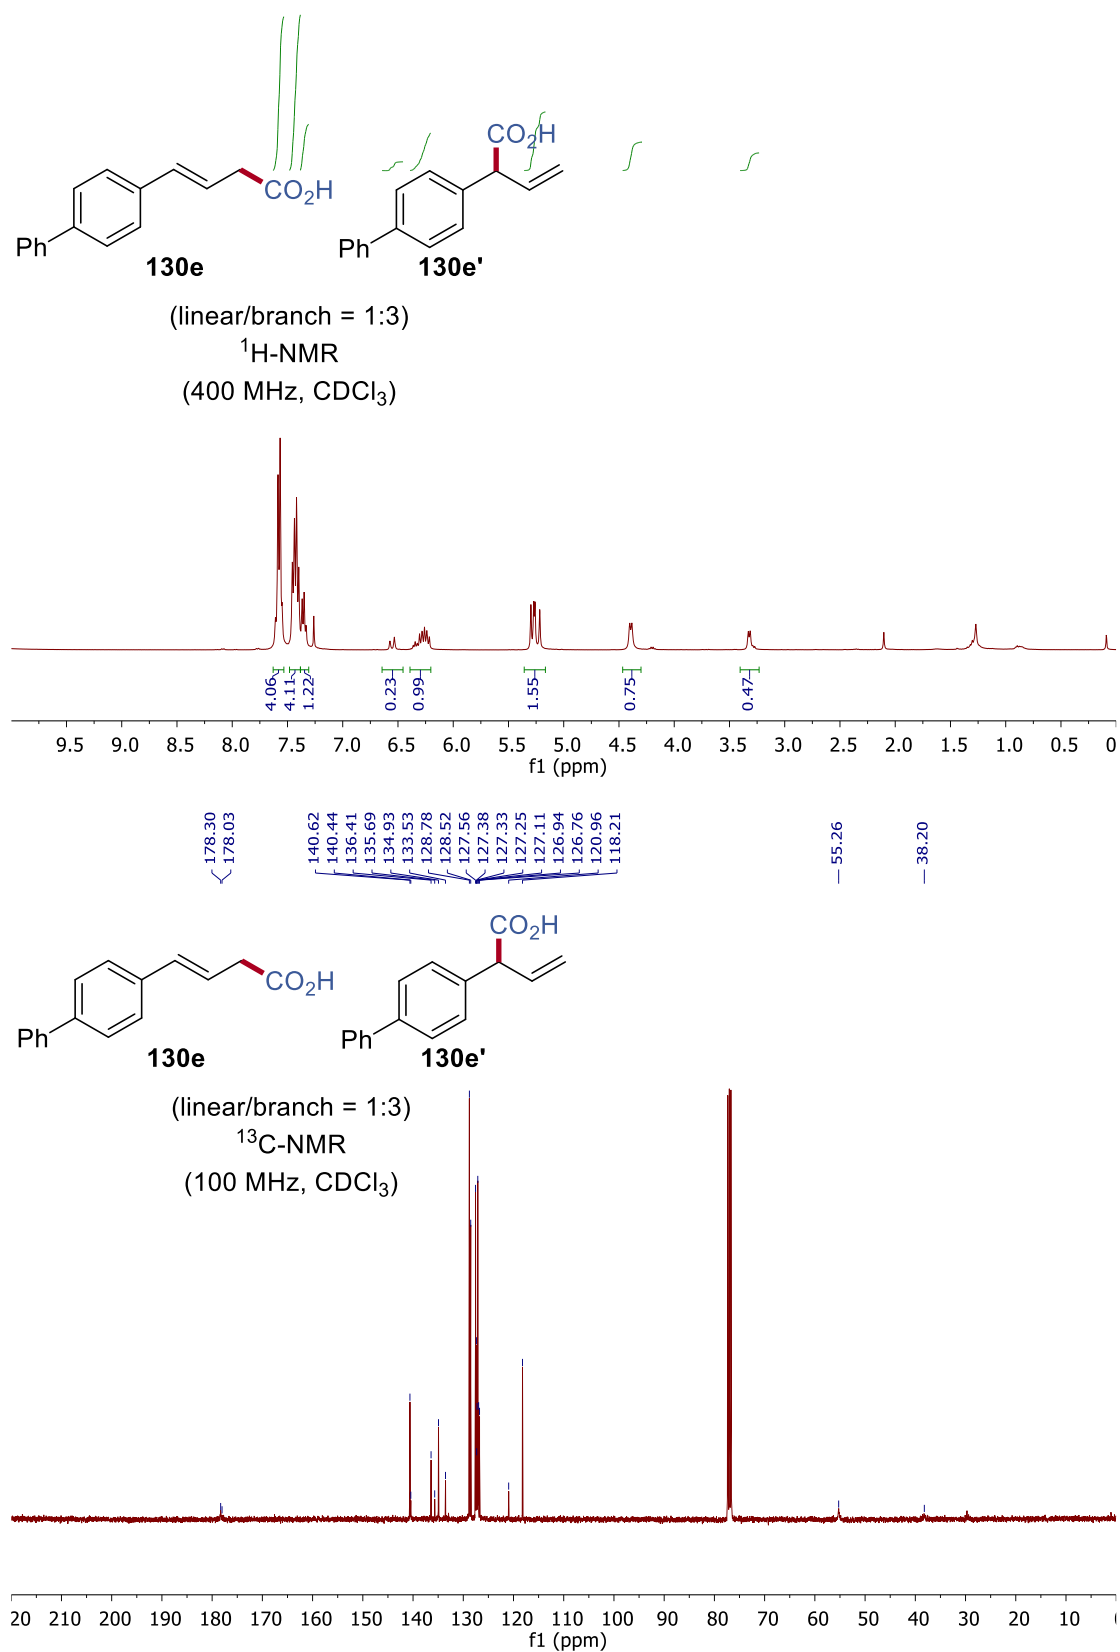 CO2H
CO2H
Ph
Ph
130e
130e'
(linear/branch = 1:3)
1H-NMR
(400 MHz, CDCl3)
4.06
4.11
1.22
0.23
0.99
1.55
0.75
0.47
9.5 9.0 8.5 8.0 7.5 7.0 6.5 6.0 5.5 5.0 4.5 4.0 3.5 3.0 2.5 2.0 1.5 1.0 0.5 0
f1 (ppm)
178.30
178.03
140.62
140.44
136.41
135.69
134.93
133.53
128.78
128.52
127.56
127.38
127.33
127.25
127.11
126.94
126.76
120.96
118.21
55.26
38.20
CO2H
CO2H
Ph
Ph
130e
130e'
(linear/branch = 1:3)
13C-NMR
(100 MHz, CDCl3)
20 210 200 190 180 170 160 150 140 130 120 110 100 90 80 70 60 50 40 30 20 10
f1 (ppm)